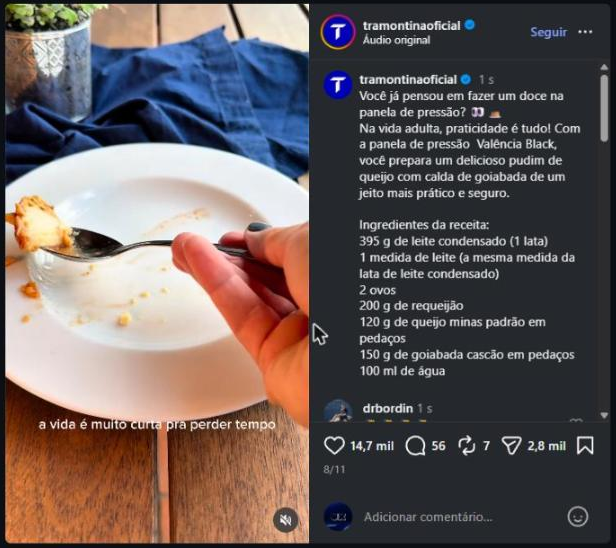 a vida é muito curta pra perder tempo
tramontinaoficial
Áudio original
Seguir
tramontinaoficial 1 s
Você já pensou em fazer um doce na
panela de pressão? 👀 🍮
Na vida adulta, praticidade é tudo! Com
a panela de pressão Valência Black,
você prepara um delicioso pudim de
queijo com calda de goiabada de um
jeito mais prático e seguro.
Ingredientes da receita:
395 g de leite condensado (1 lata)
1 medida de leite (a mesma medida da
lata de leite condensado)
2 ovos
200 g de requeijão
120 g de queijo minas padrão em
pedaços
150 g de goiabada cascão em pedaços
100 ml de água
drbordin 1 s
14,7 mil 56 7 2,8 mil
8/11
Adicionar comentário...